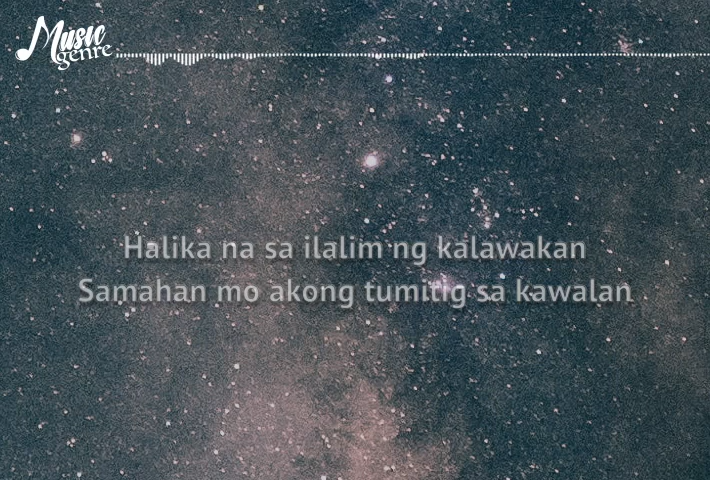 Music
genre
Halika na sa ilalim ng kalawakan
Samahan mo akong tumitig sa kawalan